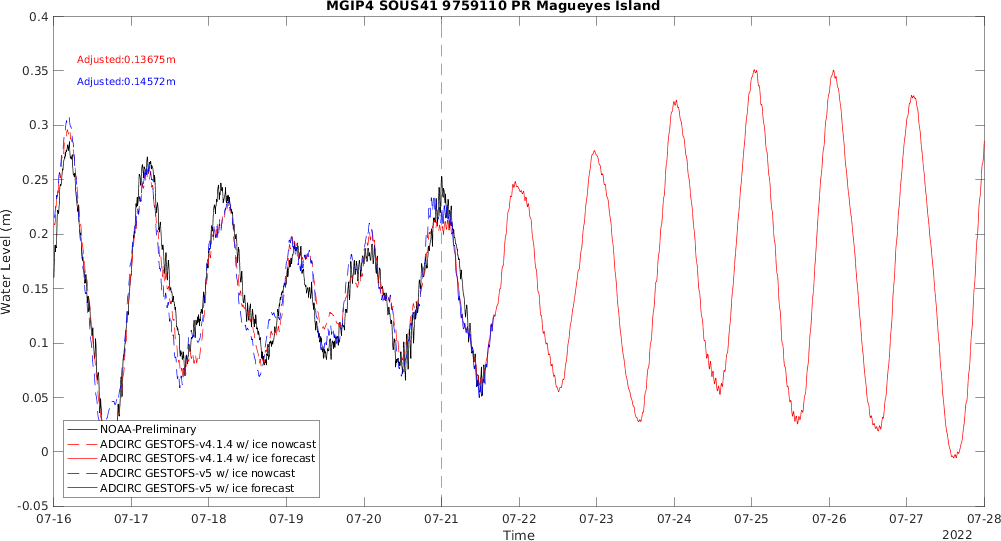 MGIP4 SOUS41 9759110 PR Magueyes Island
0.4
0.35
0.3
0.25
0.2
0.15
0.1
0.05
0
-0.05
Water Level (m)
Adjusted:0.13675m
Adjusted:0.14572m
NOAA-Preliminary
ADCIRC GESTOFS-v4.1.4 w/ ice nowcast
ADCIRC GESTOFS-v4.1.4 w/ ice forecast
ADCIRC GESTOFS-v5 w/ ice nowcast
ADCIRC GESTOFS-v5 w/ ice forecast
07-16 07-17 07-18 07-19 07-20 07-21 07-22 07-23 07-24 07-25 07-26 07-27 07-28
Time
2022